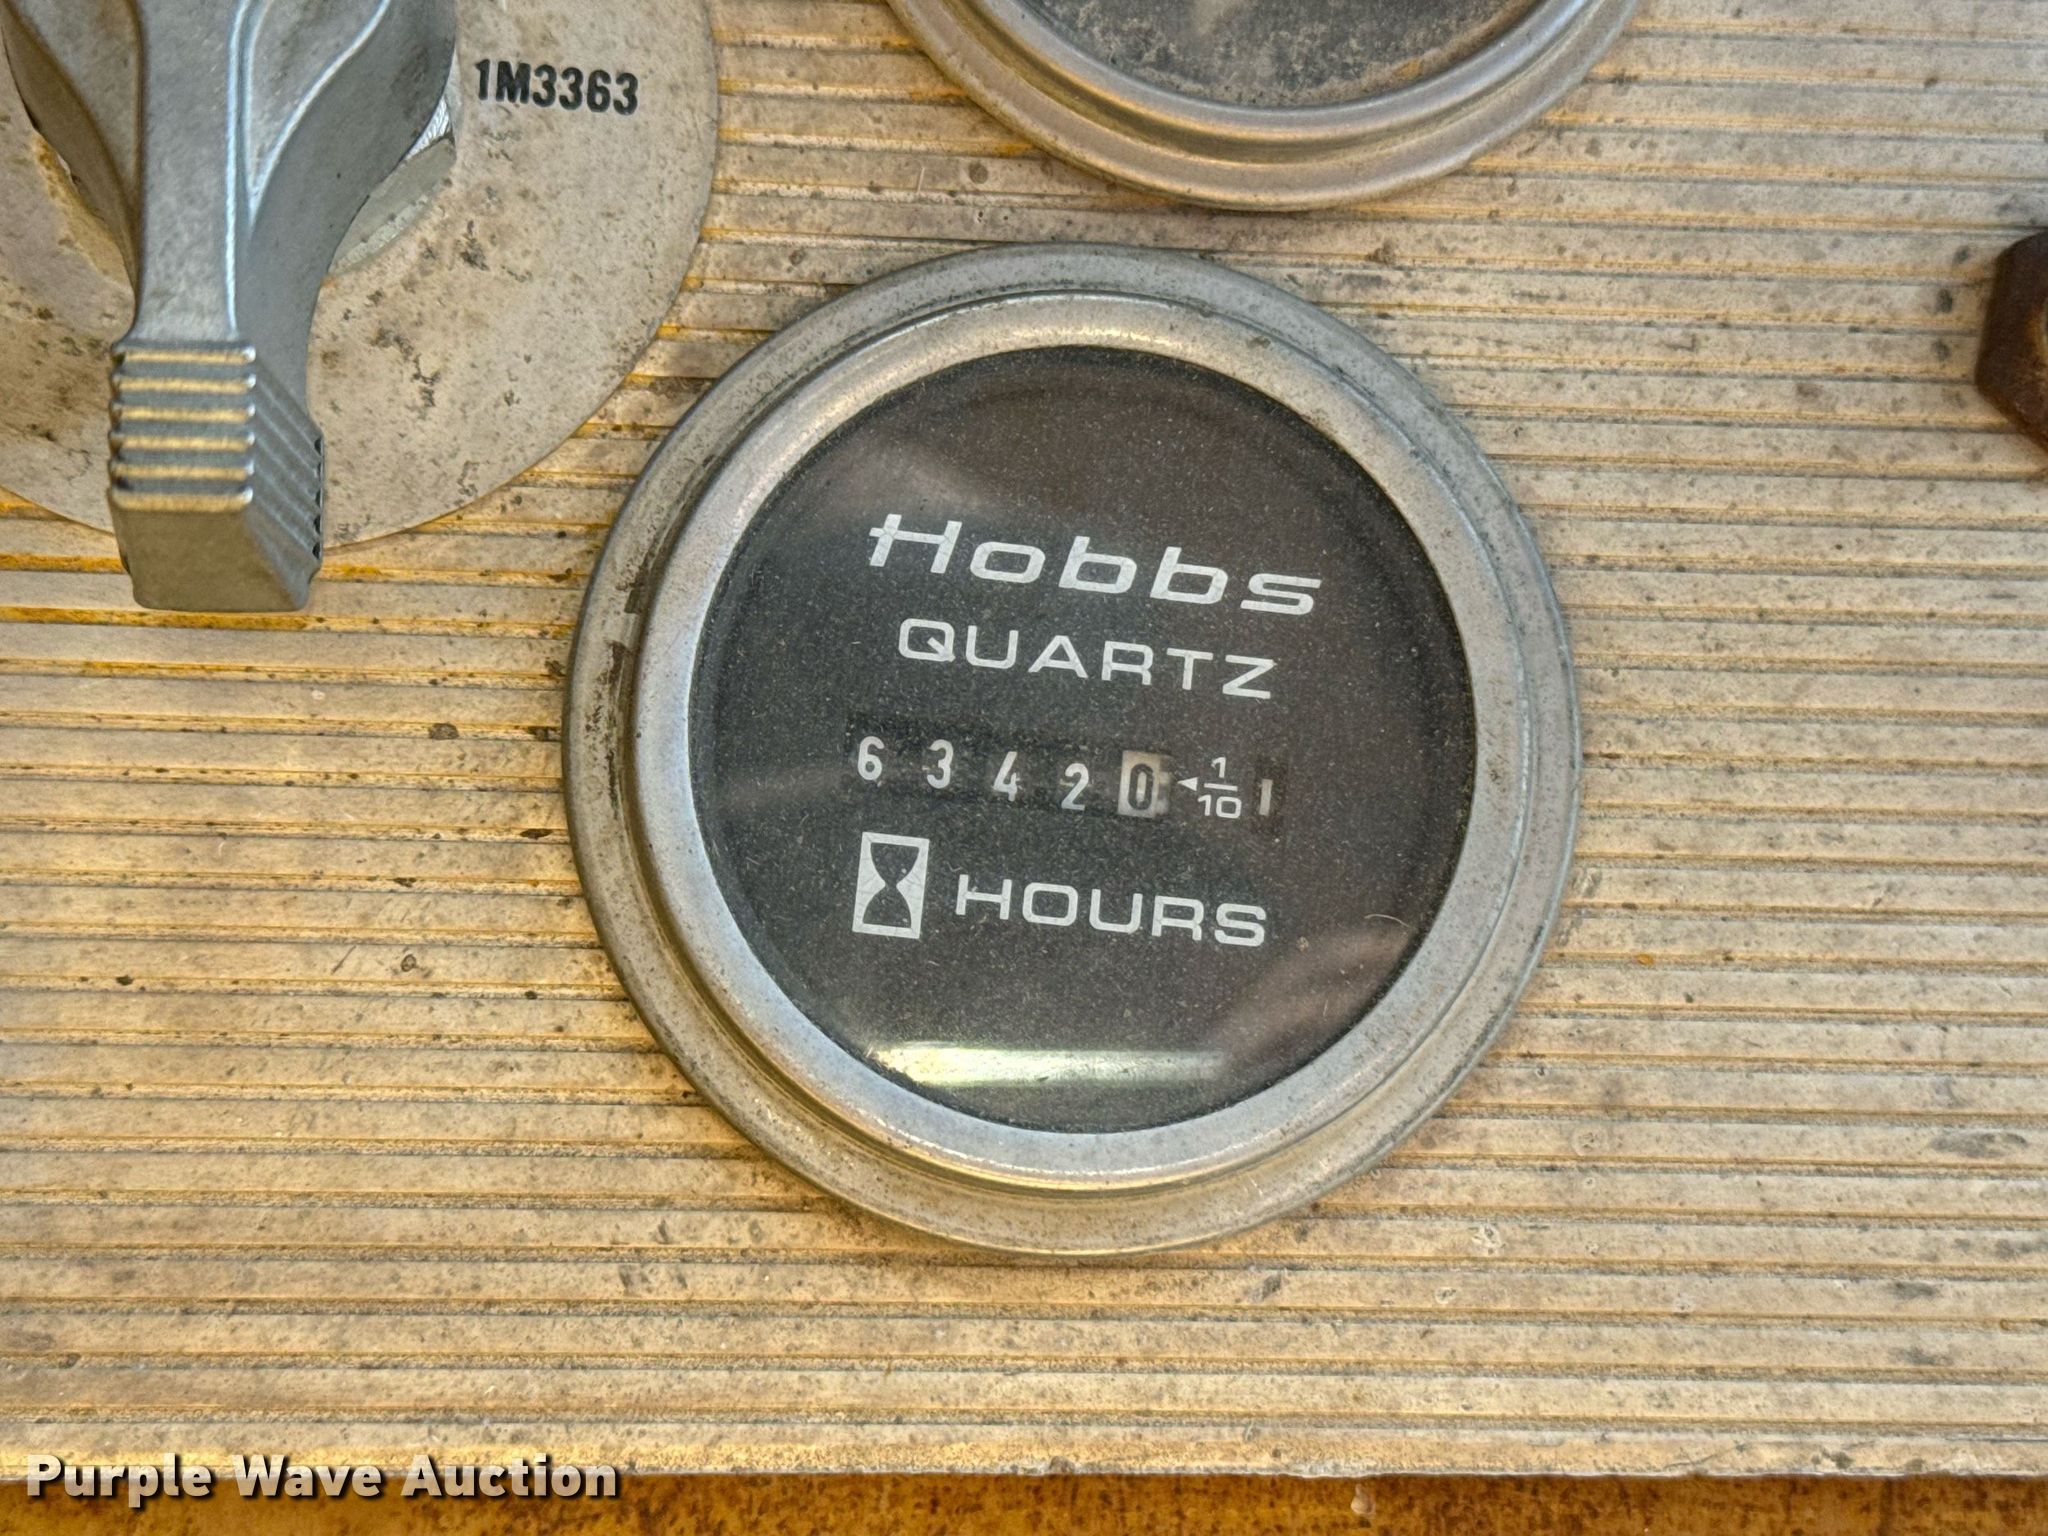 1M3363
Hobbs
QUARTZ
6 3 4 2 0 1/10
HOURS
Purple Wave Auction